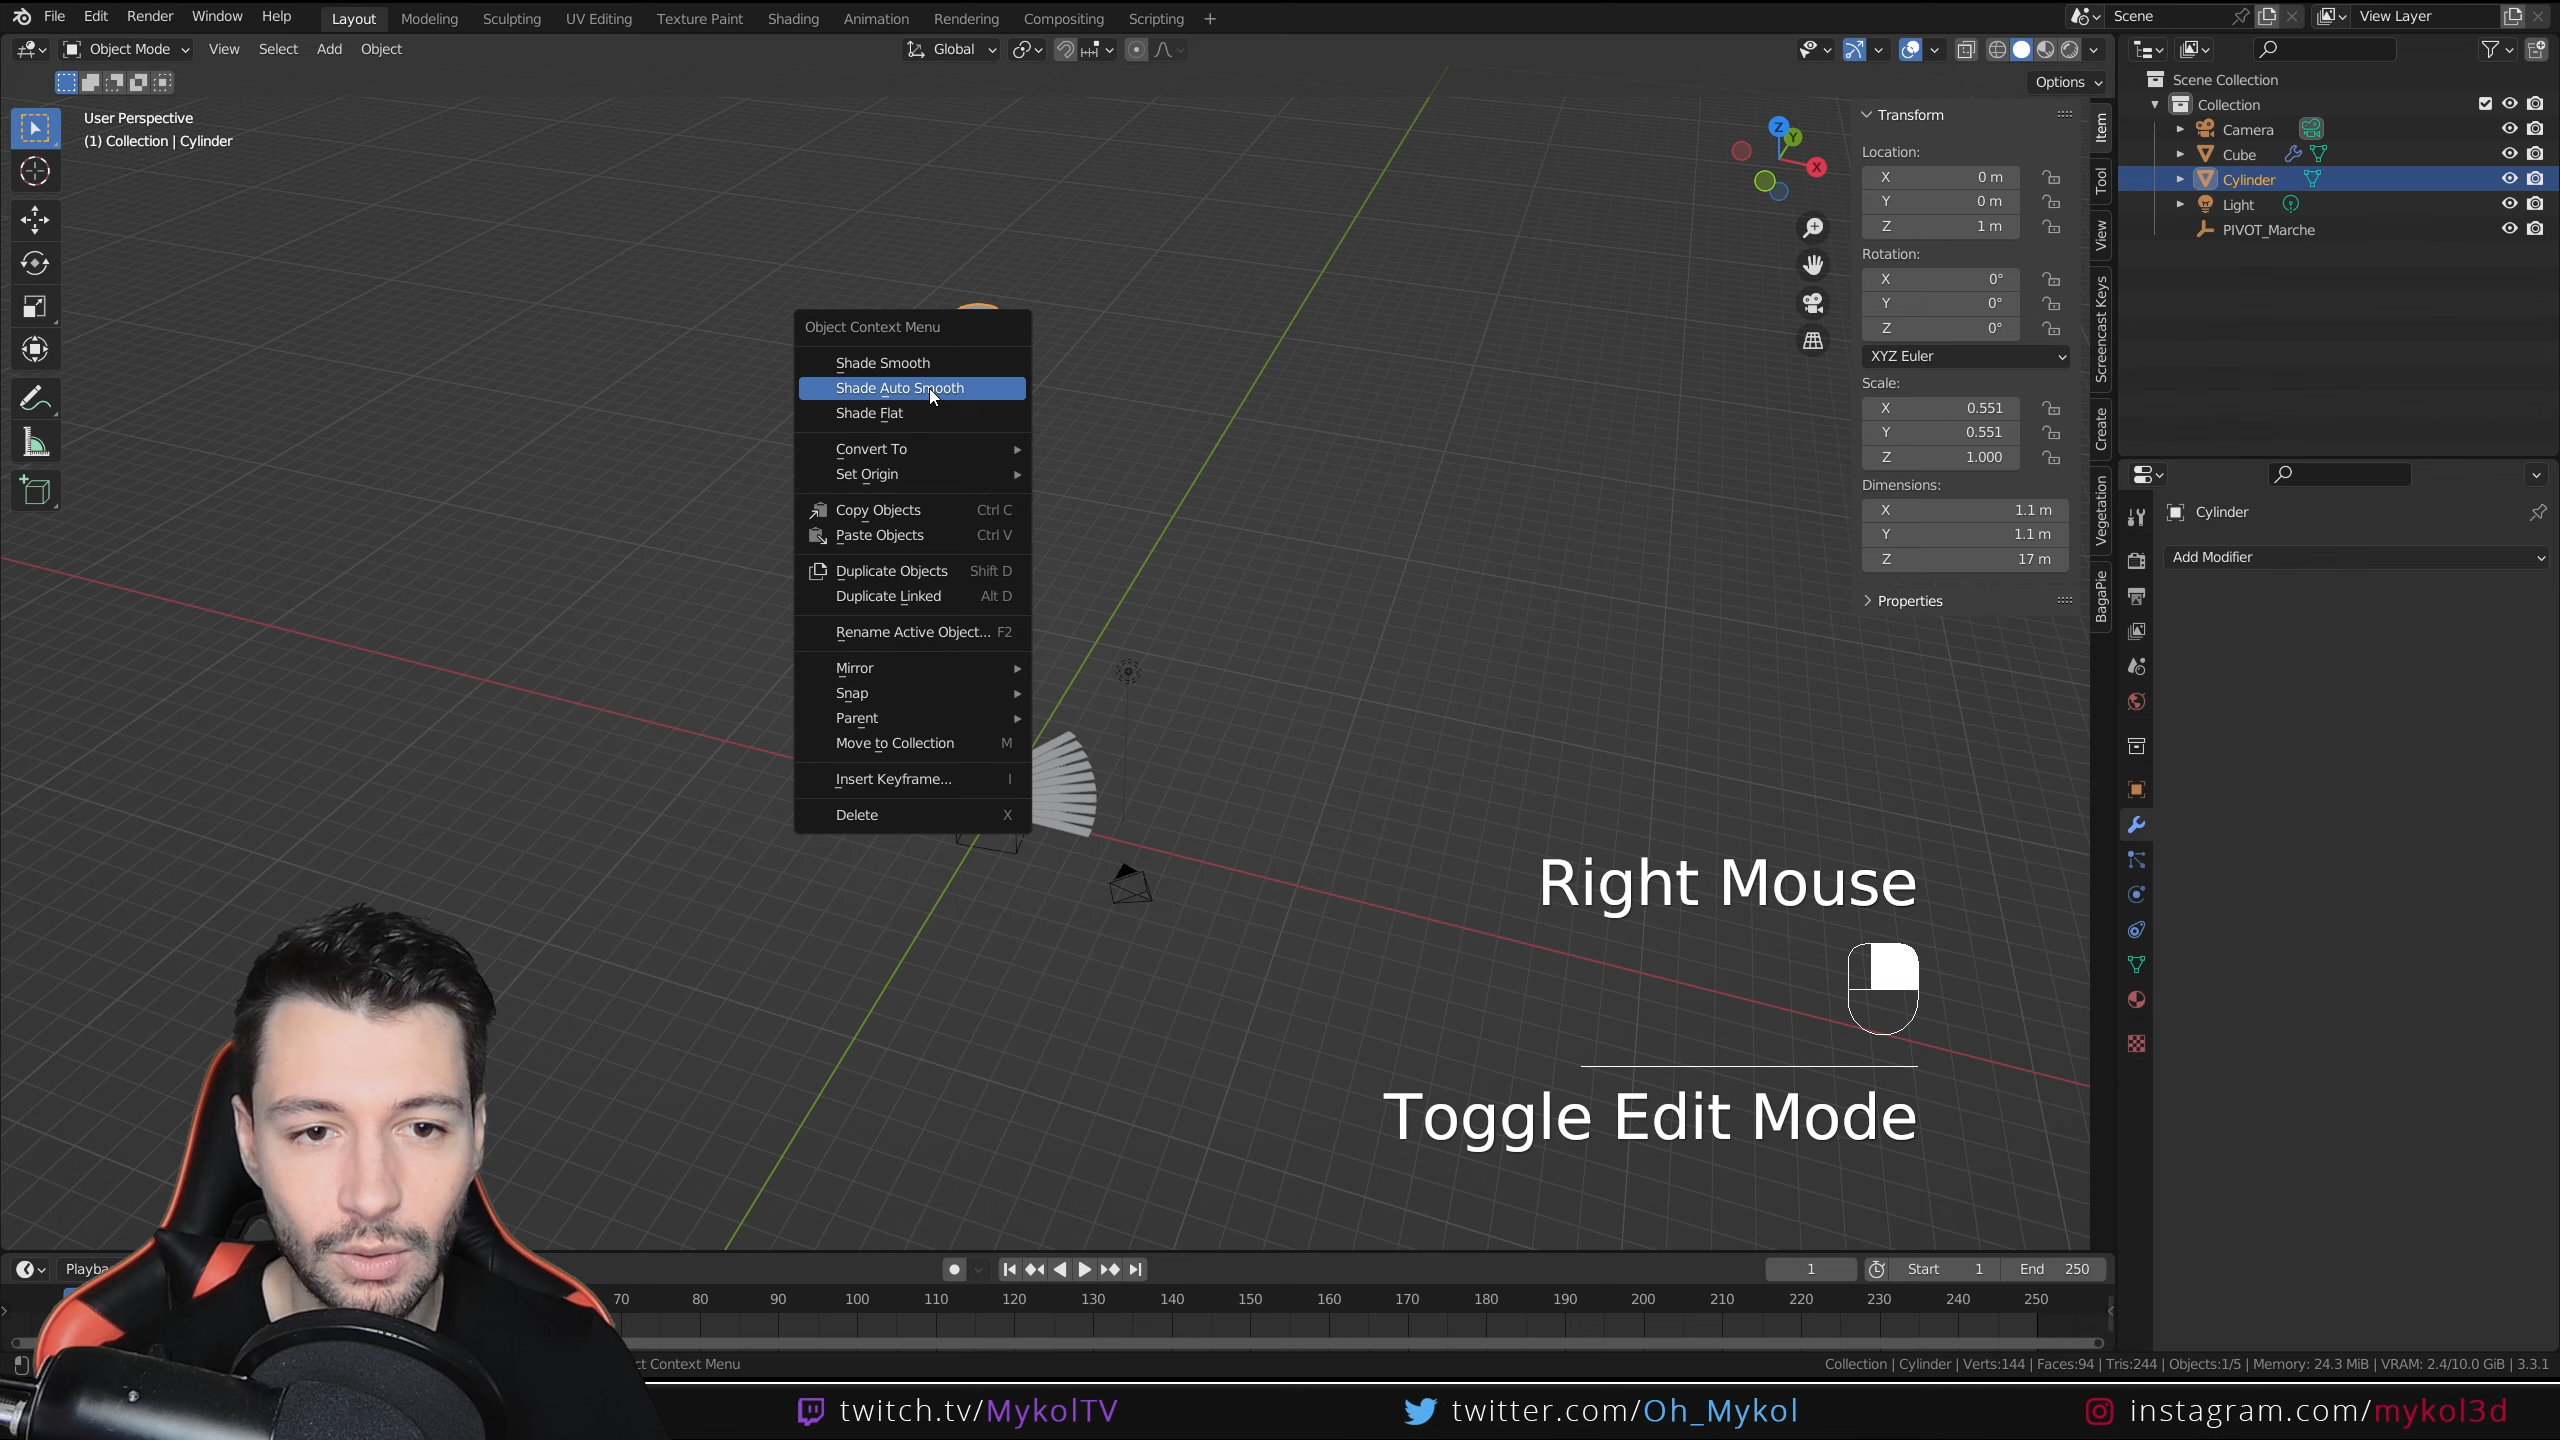 File Edit Render Window Help Layout Modeling Sculpting UV Editing Texture Paint Shading Animation Rendering Compositing Scripting + Scene View Layer
Object Mode View Select Add Object Global
Options
User Perspective
(1) Collection | Cylinder
Z
Y
X
Transform
Location:
X 0 m
Y 0 m
Z 1 m
Rotation:
X 0°
Y 0°
Z 0°
XYZ Euler
Scale:
X 0.551
Y 0.551
Z 1.000
Dimensions:
X 1.1 m
Y 1.1 m
Z 17 m
Properties
Item
Tool
View
Screencast Keys
Create
Vegetation
BagaPie
Scene Collection
Collection
Camera
Cube
Cylinder
Light
PIVOT_Marche
Cylinder
Add Modifier
Object Context Menu
Shade Smooth
Shade Auto Smooth
Shade Flat
Convert To
Set Origin
Copy Objects Ctrl C
Paste Objects Ctrl V
Duplicate Objects Shift D
Duplicate Linked Alt D
Rename Active Object... F2
Mirror
Snap
Parent
Move to Collection M
Insert Keyframe... I
Delete X
Right Mouse
Toggle Edit Mode
1 Start 1 End 250
70 80 90 100 110 120 130 140 150 160 170 180 190 200 210 220 230 240 250
Context Menu
Collection | Cylinder | Verts:144 | Faces:94 | Tris:244 | Objects:1/5 | Memory: 24.3 MiB | VRAM: 2.4/10.0 GiB | 3.3.1
twitch.tv/MykolTV twitter.com/Oh_Mykol instagram.com/mykol3d